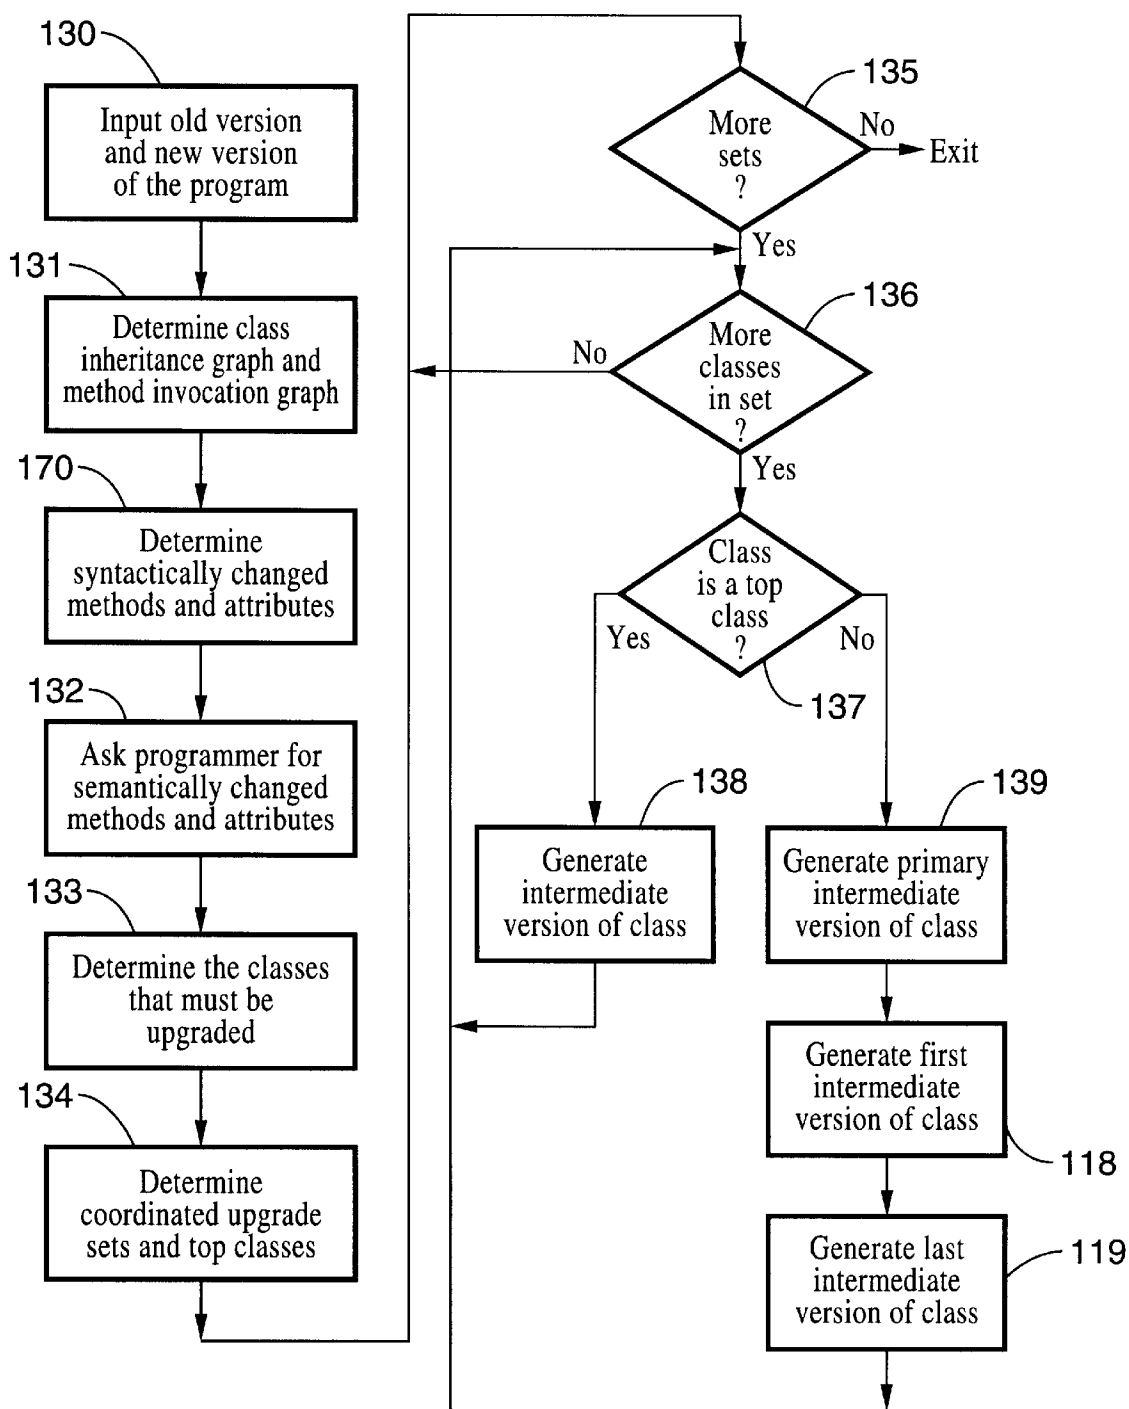 130
Input old version
and new version
of the program
131
Determine class
inheritance graph and
method invocation graph
170
Determine
syntactically changed
methods and attributes
132
Ask programmer for
semantically changed
methods and attributes
133
Determine the classes
that must be
upgraded
134
Determine
coordinated upgrade
sets and top classes
135
More
sets
?
No
Exit
Yes
136
More
classes
in set
?
No
Yes
Class
is a top
class
?
Yes
No
137
138
Generate
intermediate
version of class
139
Generate primary
intermediate
version of class
Generate first
intermediate
version of class
118
Generate last
intermediate
version of class
119